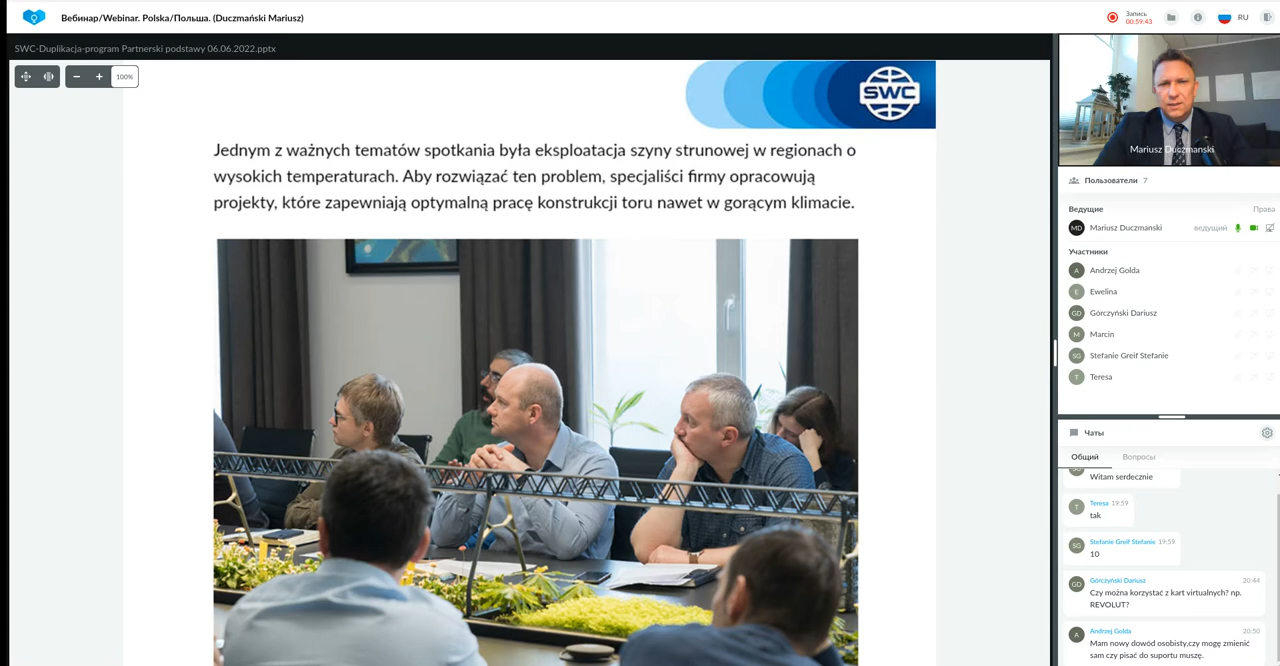 Вебинар/Webinar. Polska/Польша. (Duczmański Mariusz)
Запись
00:59:43
RU
SWC-Duplikacja-program Partnerski podstawy 06.06.2022.pptx
100%
SWC
Jednym z ważnych tematów spotkania była eksploatacja szyny strunowej w regionach o
wysokich temperaturach. Aby rozwiązać ten problem, specjaliści firmy opracowują
projekty, które zapewniają optymalną pracę konstrukcji toru nawet w gorącym klimacie.
Mariusz Duczmanski
Пользователи 7
Ведущие Права
MD Mariusz Duczmanski ведущий
Участники
A Andrzej Golda
E Ewelina
GD Górczyński Dariusz
M Marcin
SG Stefanie Greif Stefanie
T Teresa
Чаты
Общий Вопросы
SG
Witam serdecznie
T Teresa 19:59
tak
SG Stefanie Greif Stefanie 19:59
10
GD Górczyński Dariusz 20:44
Czy można korzystać z kart virtualnych? np.
REVOLUT?
A Andrzej Golda 20:50
Mam nowy dowód osobisty,czy mogę zmienić
sam czy pisać do suportu muszę.